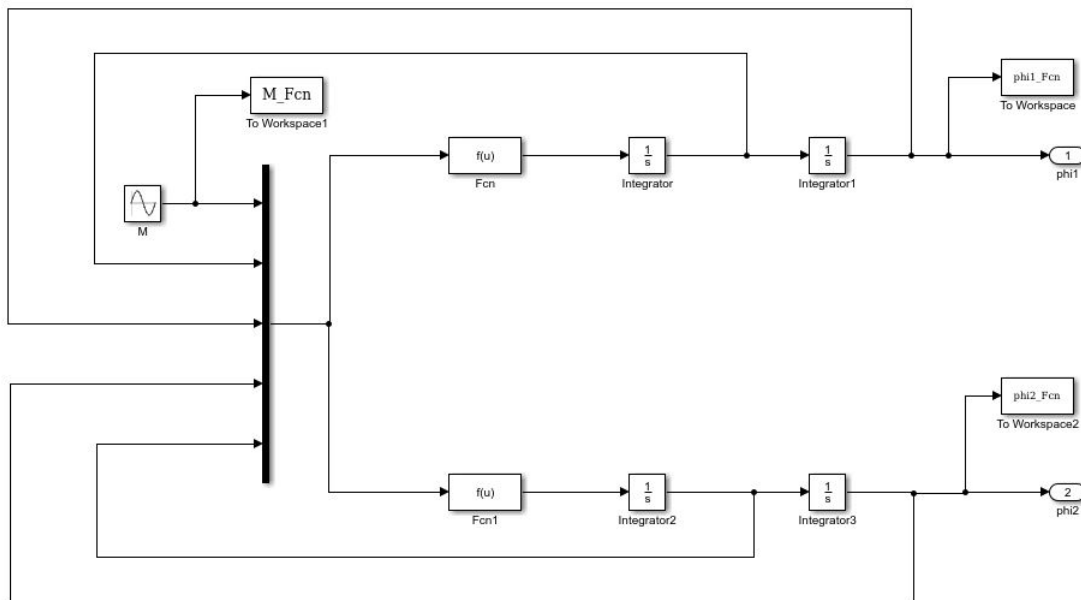 phi1_Fcn
To Workspace
M_Fcn
To Workspace1
f(u)
Fcn
1
s
Integrator
1
s
Integrator1
1
phi1
M
phi2_Fcn
To Workspace2
f(u)
Fcn1
1
s
Integrator2
1
s
Integrator3
2
phi2